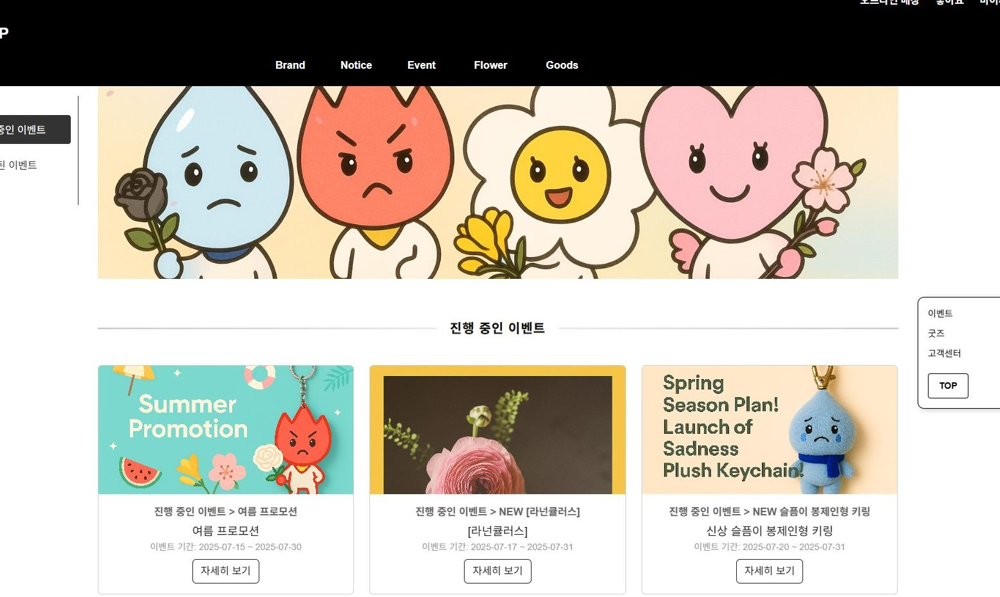 P
Brand Notice Event Flower Goods
중인 이벤트
이벤트
진행 중인 이벤트
이벤트
굿즈
고객센터
TOP
Summer
Promotion
진행 중인 이벤트 > 여름 프로모션
여름 프로모션
이벤트 기간: 2025-07-15 ~ 2025-07-30
자세히 보기
진행 중인 이벤트 > NEW [라넌큘러스]
[라넌큘러스]
이벤트 기간: 2025-07-17 ~ 2025-07-31
자세히 보기
Spring
Season Plan!
Launch of
Sadness
Plush Keychain!
진행 중인 이벤트 > NEW 슬픔이 봉제인형 키링
신상 슬픔이 봉제인형 키링
이벤트 기간: 2025-07-20 ~ 2025-07-31
자세히 보기